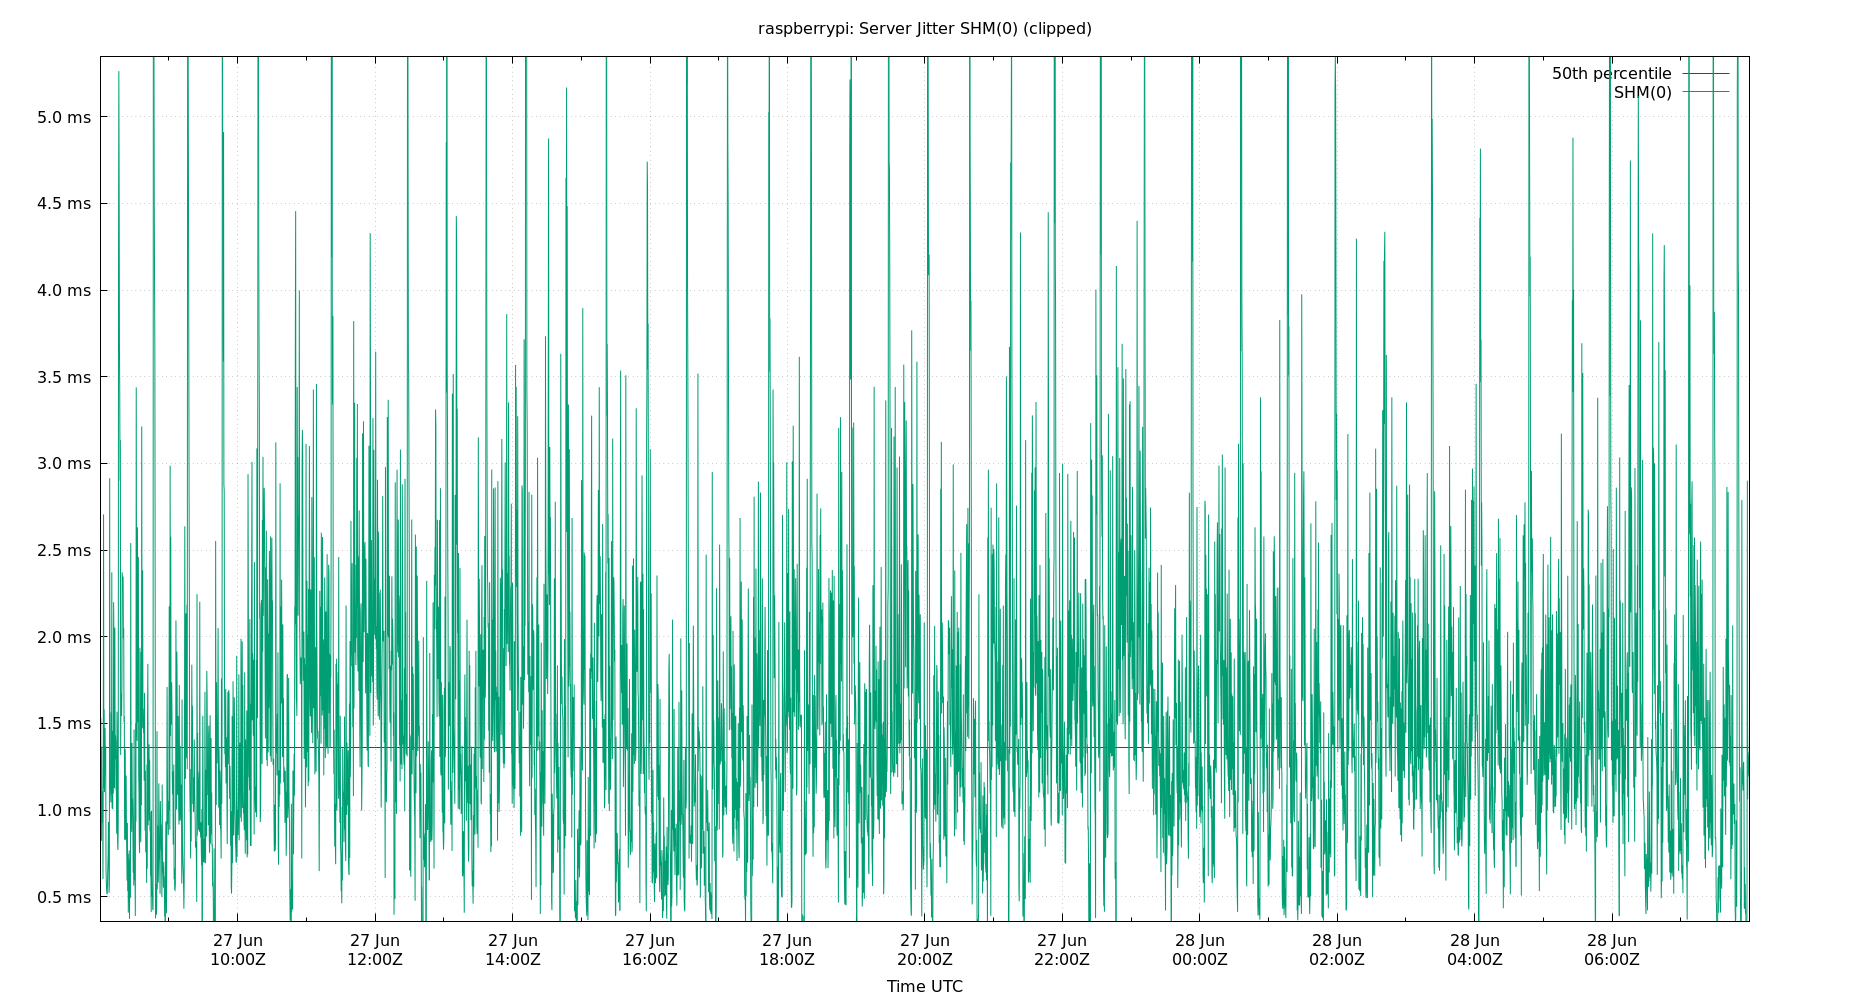 raspberrypi: Server Jitter SHM(0) (clipped)
50th percentile
SHM(0)
5.0 ms
4.5 ms
4.0 ms
3.5 ms
3.0 ms
2.5 ms
2.0 ms
1.5 ms
1.0 ms
0.5 ms
27 Jun 27 Jun 27 Jun 27 Jun 27 Jun 27 Jun 27 Jun 28 Jun 28 Jun 28 Jun 28 Jun
10:00Z 12:00Z 14:00Z 16:00Z 18:00Z 20:00Z 22:00Z 00:00Z 02:00Z 04:00Z 06:00Z
Time UTC